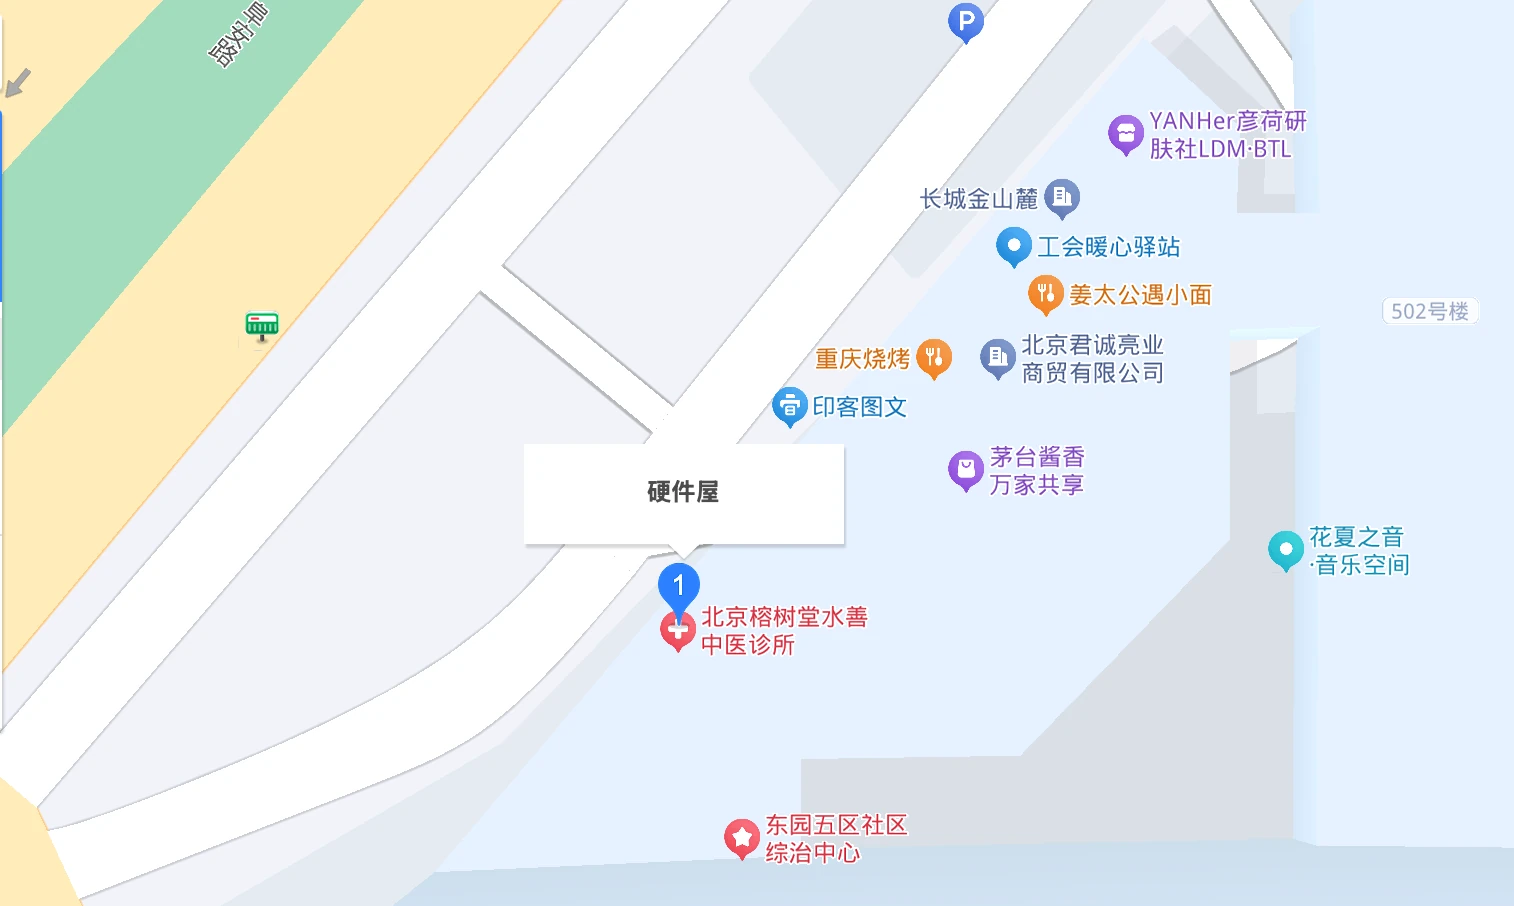 阜安路
P
YANHer彦荷研
肤社LDM·BTL
长城金山麓
工会暖心驿站
姜太公遇小面
502号楼
北京君诚亮业
商贸有限公司
重庆烧烤
印客图文
茅台酱香
万家共享
硬件屋
花夏之音
·音乐空间
1
北京榕树堂水善
中医诊所
东园五区社区
综治中心